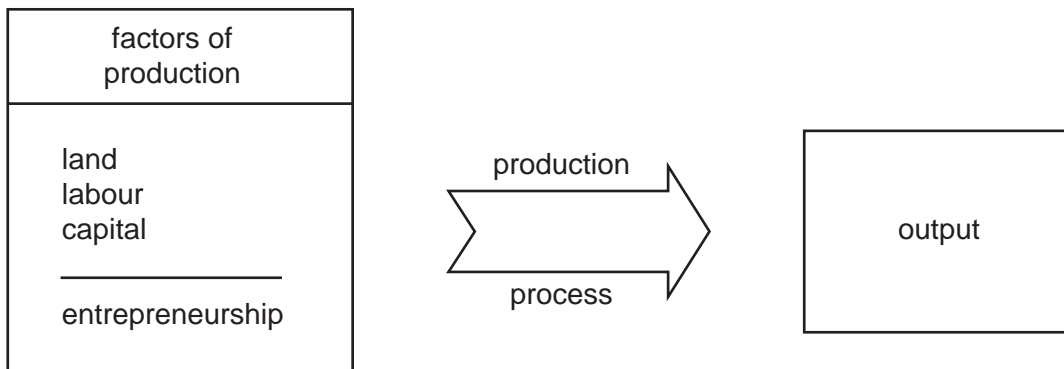 factors of
production
land
labour
capital
entrepreneurship
production
process
output